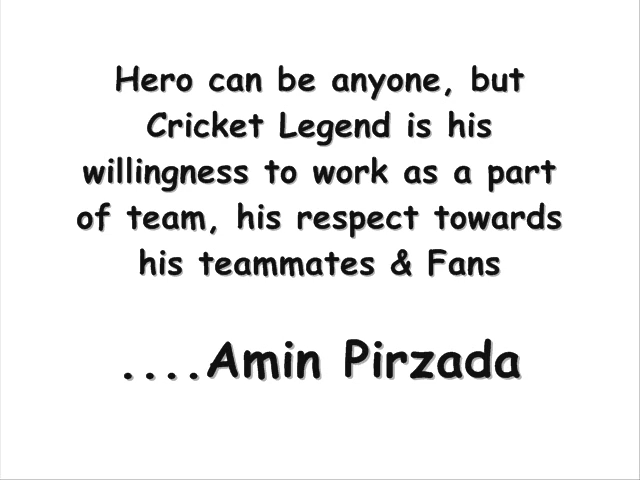 Hero can be anyone, but
Cricket Legend is his
willingness to work as a part
of team, his respect towards
his teammates & Fans
....Amin Pirzada